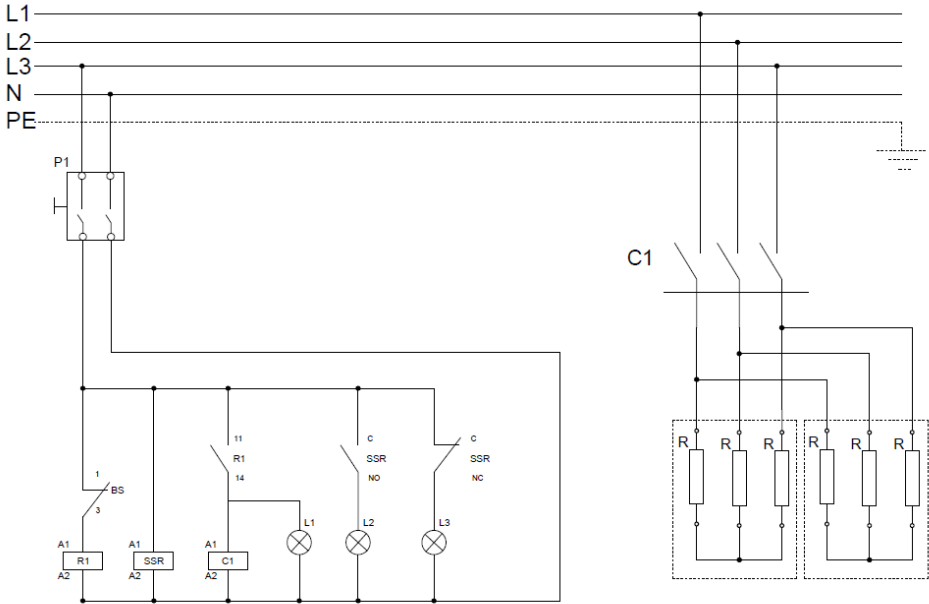 L1
L2
L3
N
PE
P1
C1
R R R R R R
11 C C
R1 SSR SSR
1 14 NO NC
BS
3
L1 L2 L3
A1 A1 A1
R1 SSR C1
A2 A2 A2